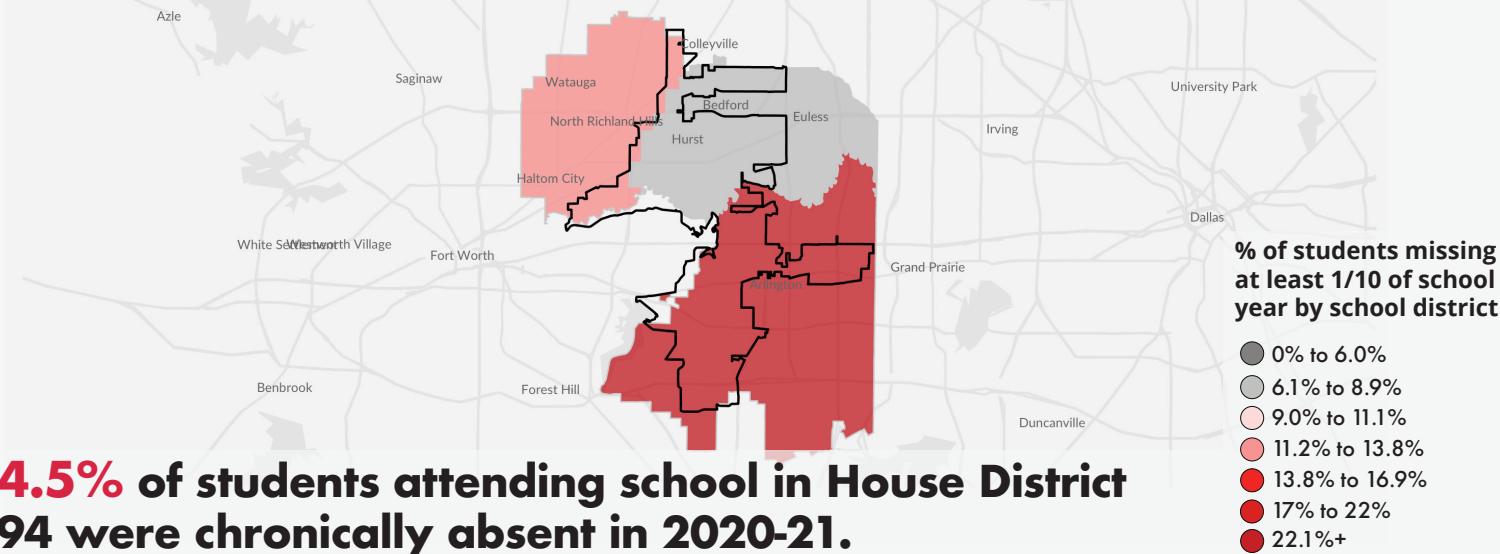 Azle
Colleyville
Saginaw
Watauga
University Park
Bedford
Euless
North Richland Hills
Irving
Hurst
Haltom City
Dallas
White Settlement
Westworth Village
Fort Worth
Grand Prairie
Arlington
Benbrook
Forest Hill
Duncanville
% of students missing
at least 1/10 of school
year by school district
0% to 6.0%
6.1% to 8.9%
9.0% to 11.1%
11.2% to 13.8%
13.8% to 16.9%
17% to 22%
22.1%+
4.5% of students attending school in House District
94 were chronically absent in 2020-21.